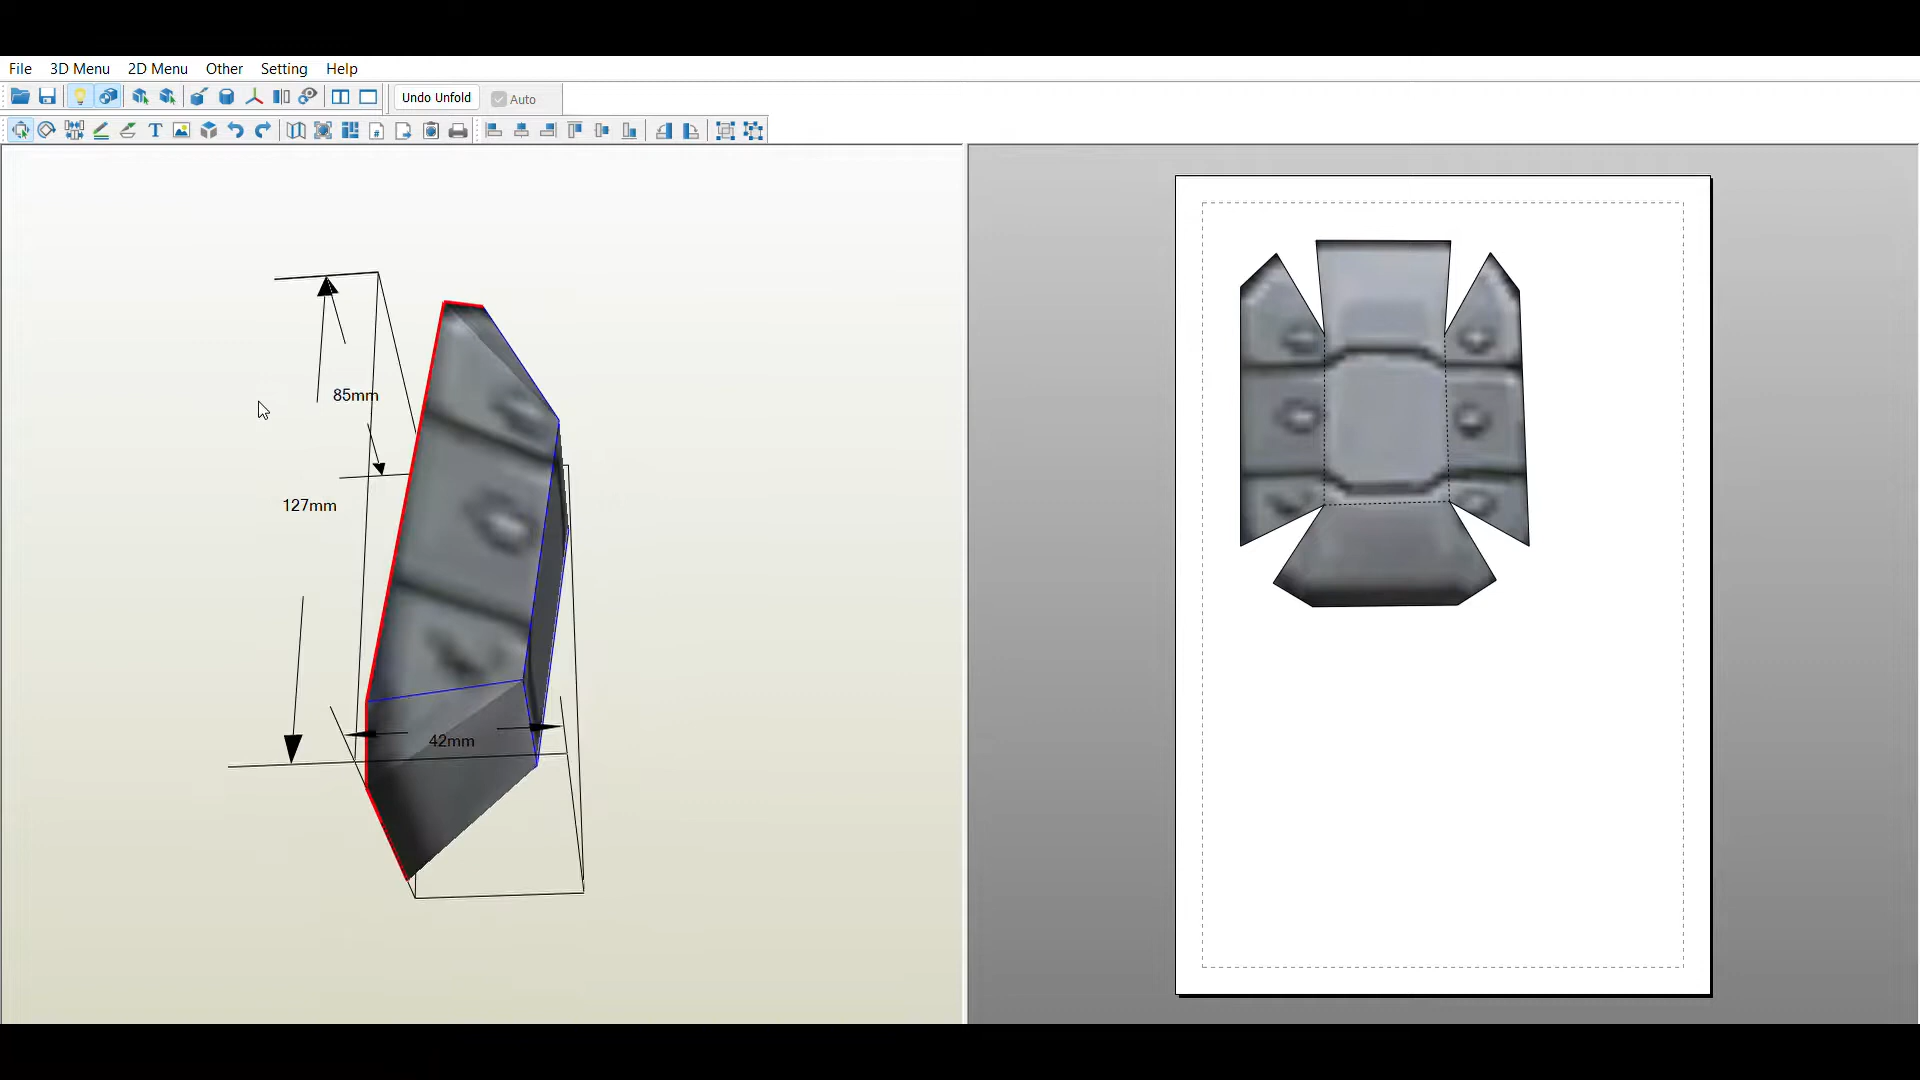 File 3D Menu 2D Menu Other Setting Help
Undo Unfold Auto
85mm
127mm
42mm